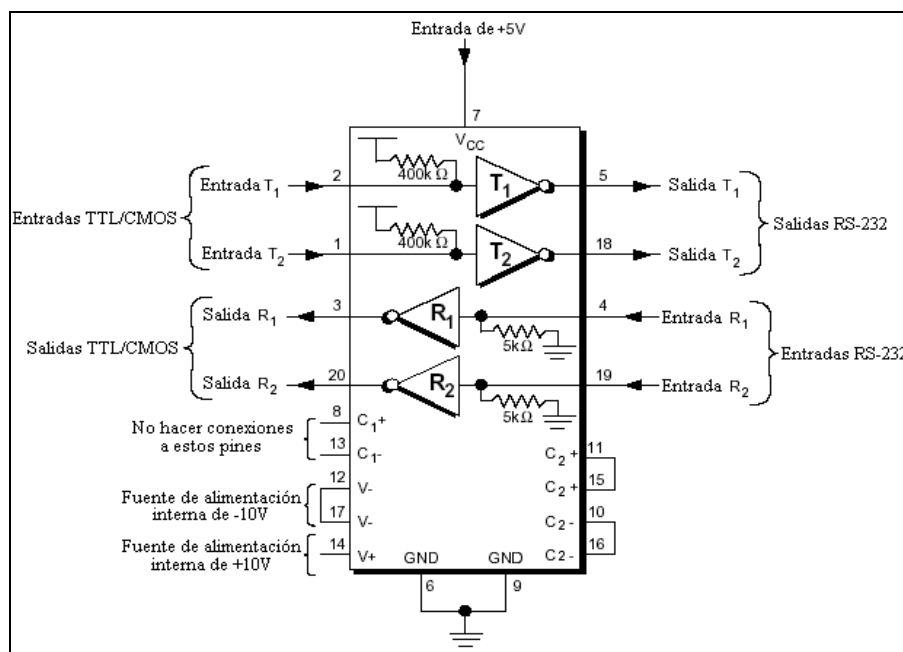 Entrada de +5V
7
VCC
400k Ω
Entradas TTL/CMOS
Entrada T1
2
T1
5
Salida T1
Salidas RS-232
400k Ω
Entrada T2
1
T2
18
Salida T2
Salidas TTL/CMOS
Salida R1
3
R1
4
Entrada R1
5kΩ
Entradas RS-232
Salida R2
20
R2
19
Entrada R2
5kΩ
No hacer conexiones
a estos pines
8
C1+
13
C1-
Fuente de alimentación
interna de -10V
12
V-
17
V-
Fuente de alimentación
interna de +10V
14
V+
C2+
11
C2+
15
C2-
10
C2-
16
GND
GND
6
9